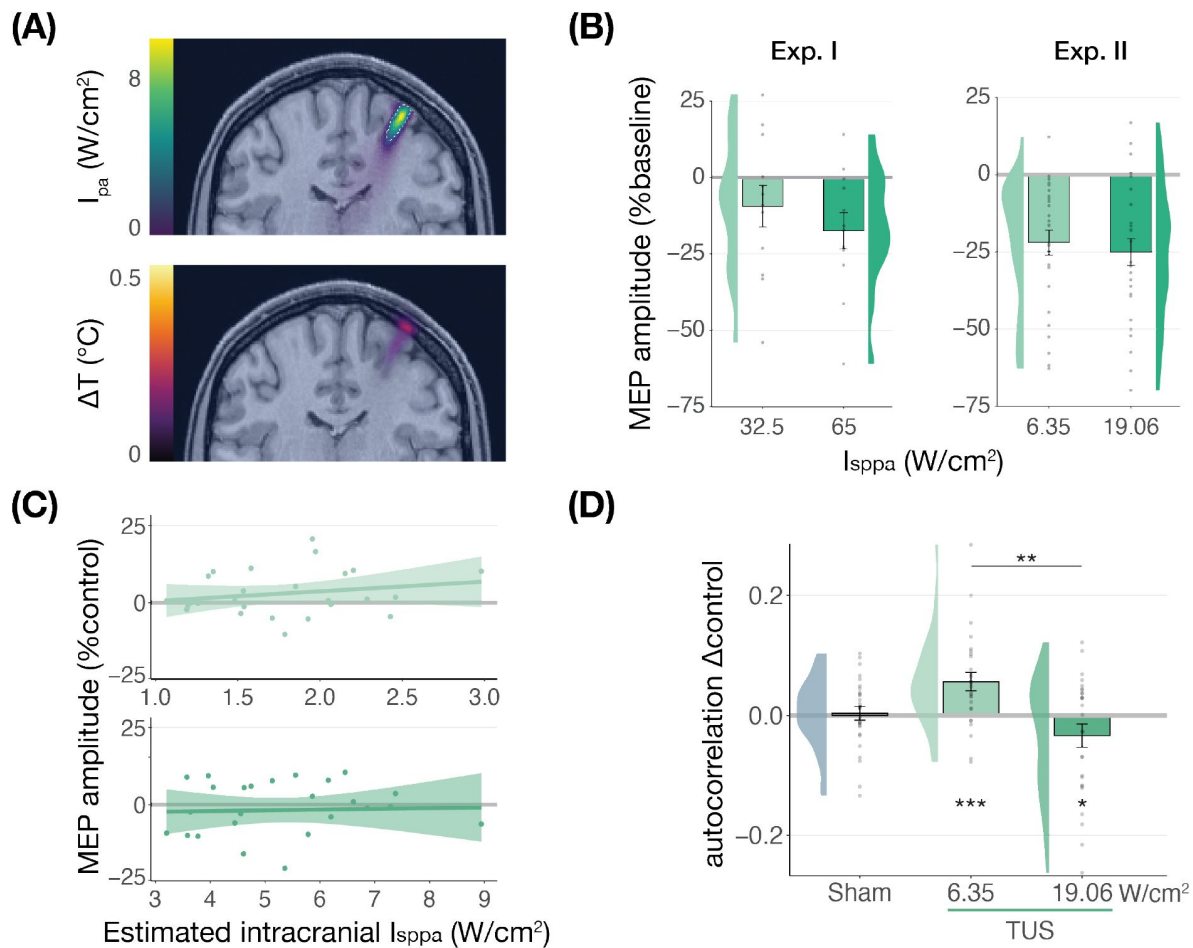 (A)
8
0
Ipa (W/cm²)
0.5
0
ΔT (°C)
(B)
Exp. I
Exp. II
MEP amplitude (%baseline)
25
0
−25
−50
−75
32.5
65
25
0
−25
−50
−75
6.35
19.06
Isppa (W/cm²)
(C)
MEP amplitude (%control)
25
0
−25
1.0
1.5
2.0
2.5
3.0
25
0
−25
3
4
5
6
7
8
9
Estimated intracranial Isppa (W/cm²)
(D)
autocorrelation Δcontrol
0.2
0.0
−0.2
**
***
*
Sham
6.35
19.06 W/cm²
TUS